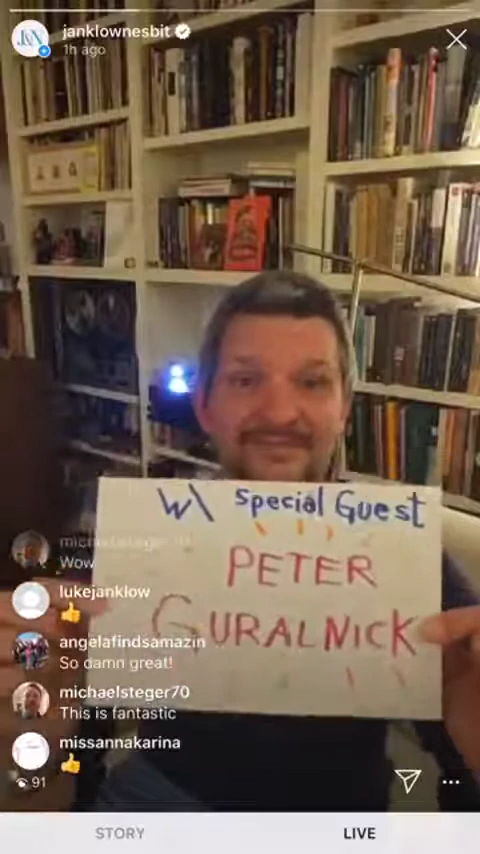 janklownesbit
1h ago
W\ Special Guest
PETER
GURALNICK
michaelsteger70
Wow
lukejanklow
👍
angelafindsamazin
So damn great!
michaelsteger70
This is fantastic
missannakarina
👍
91
STORY
LIVE